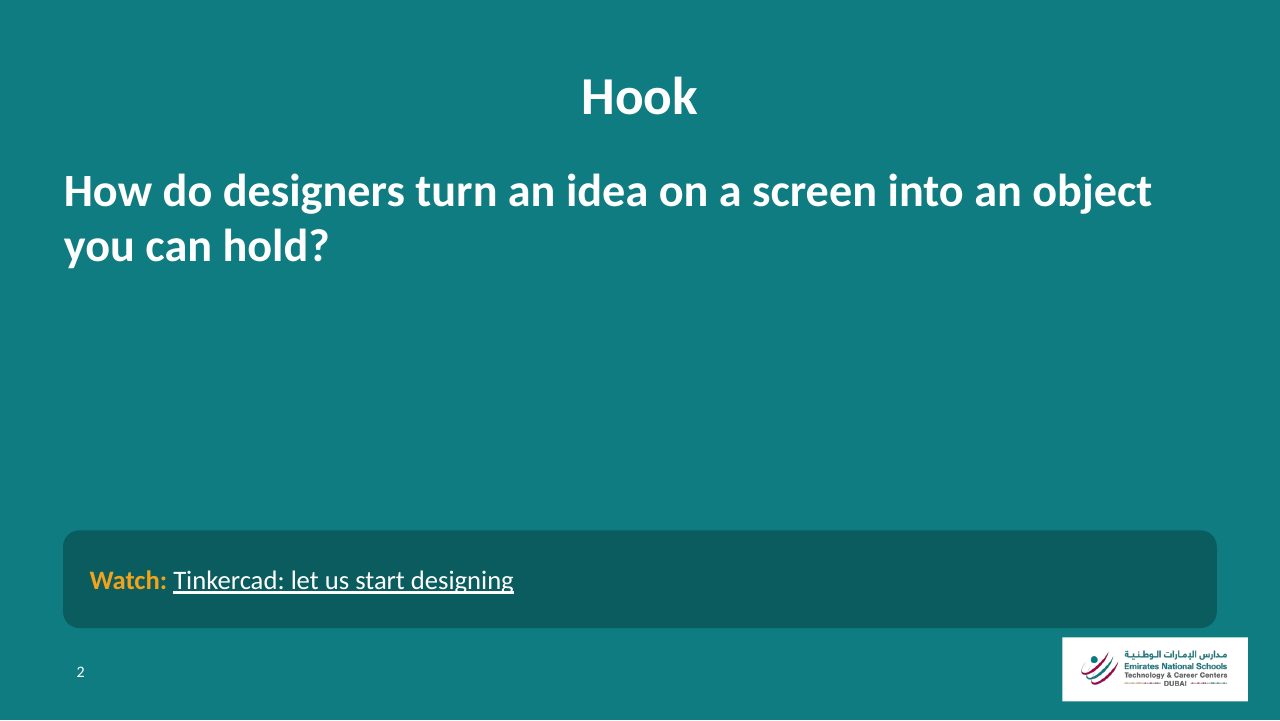 Hook
How do designers turn an idea on a screen into an object
you can hold?
Watch: Tinkercad: let us start designing
2
مدارس الإمارات الوطنية
Emirates National Schools
Technology & Career Centers
DUBAI